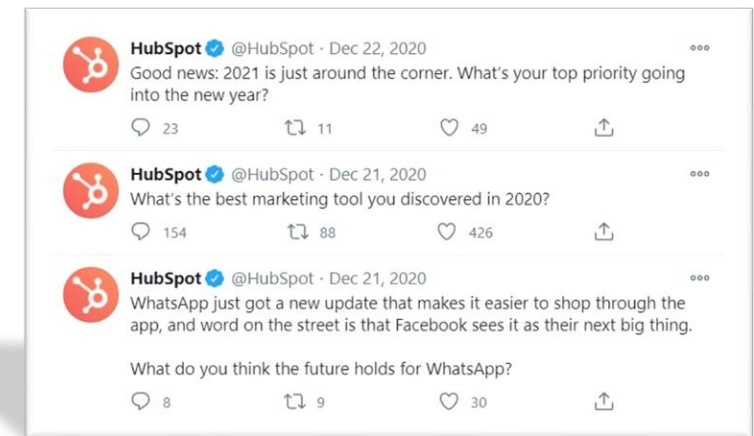 HubSpot @HubSpot · Dec 22, 2020
Good news: 2021 is just around the corner. What's your top priority going
into the new year?
23 11 49
HubSpot @HubSpot · Dec 21, 2020
What's the best marketing tool you discovered in 2020?
154 88 426
HubSpot @HubSpot · Dec 21, 2020
WhatsApp just got a new update that makes it easier to shop through the
app, and word on the street is that Facebook sees it as their next big thing.
What do you think the future holds for WhatsApp?
8 9 30